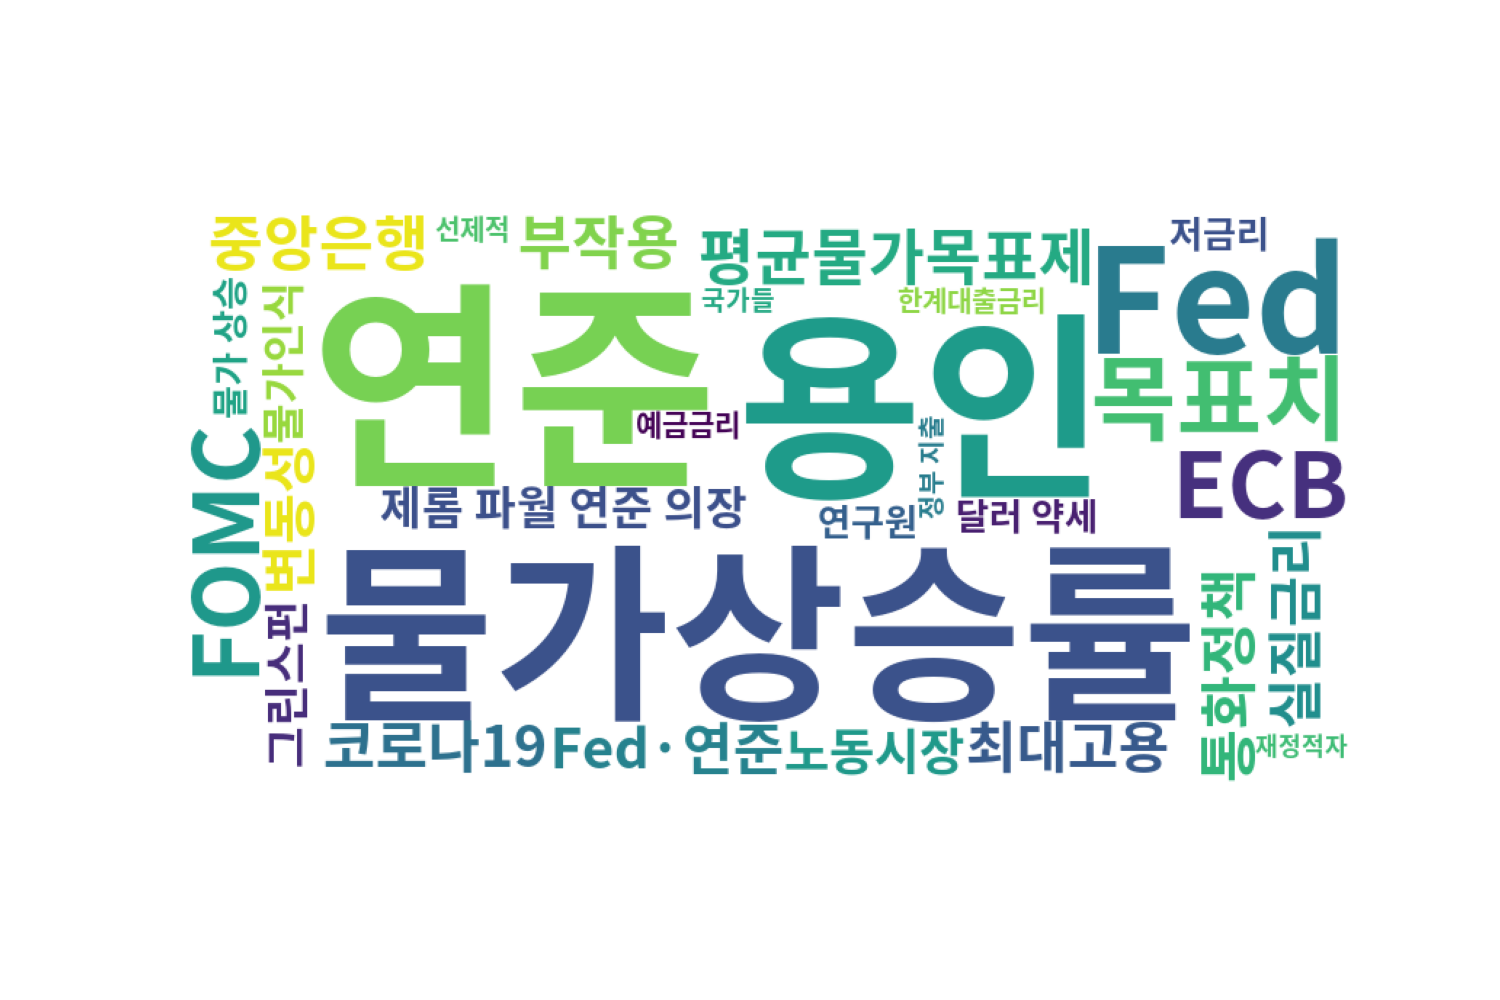 중앙은행
선제적
부작용
평균물가목표제
저금리
Fed
물가 상승
물가인식
연준
국가들
용인
한계대출금리
목표치
예금금리
정부 지출
FOMC
변동성
ECB
제롬 파월 연준 의장
연구원
달러 약세
물가상승률
통화정책
실질금리
그린스펀
코로나19
Fed·연준
노동시장
최대고용
재정적자